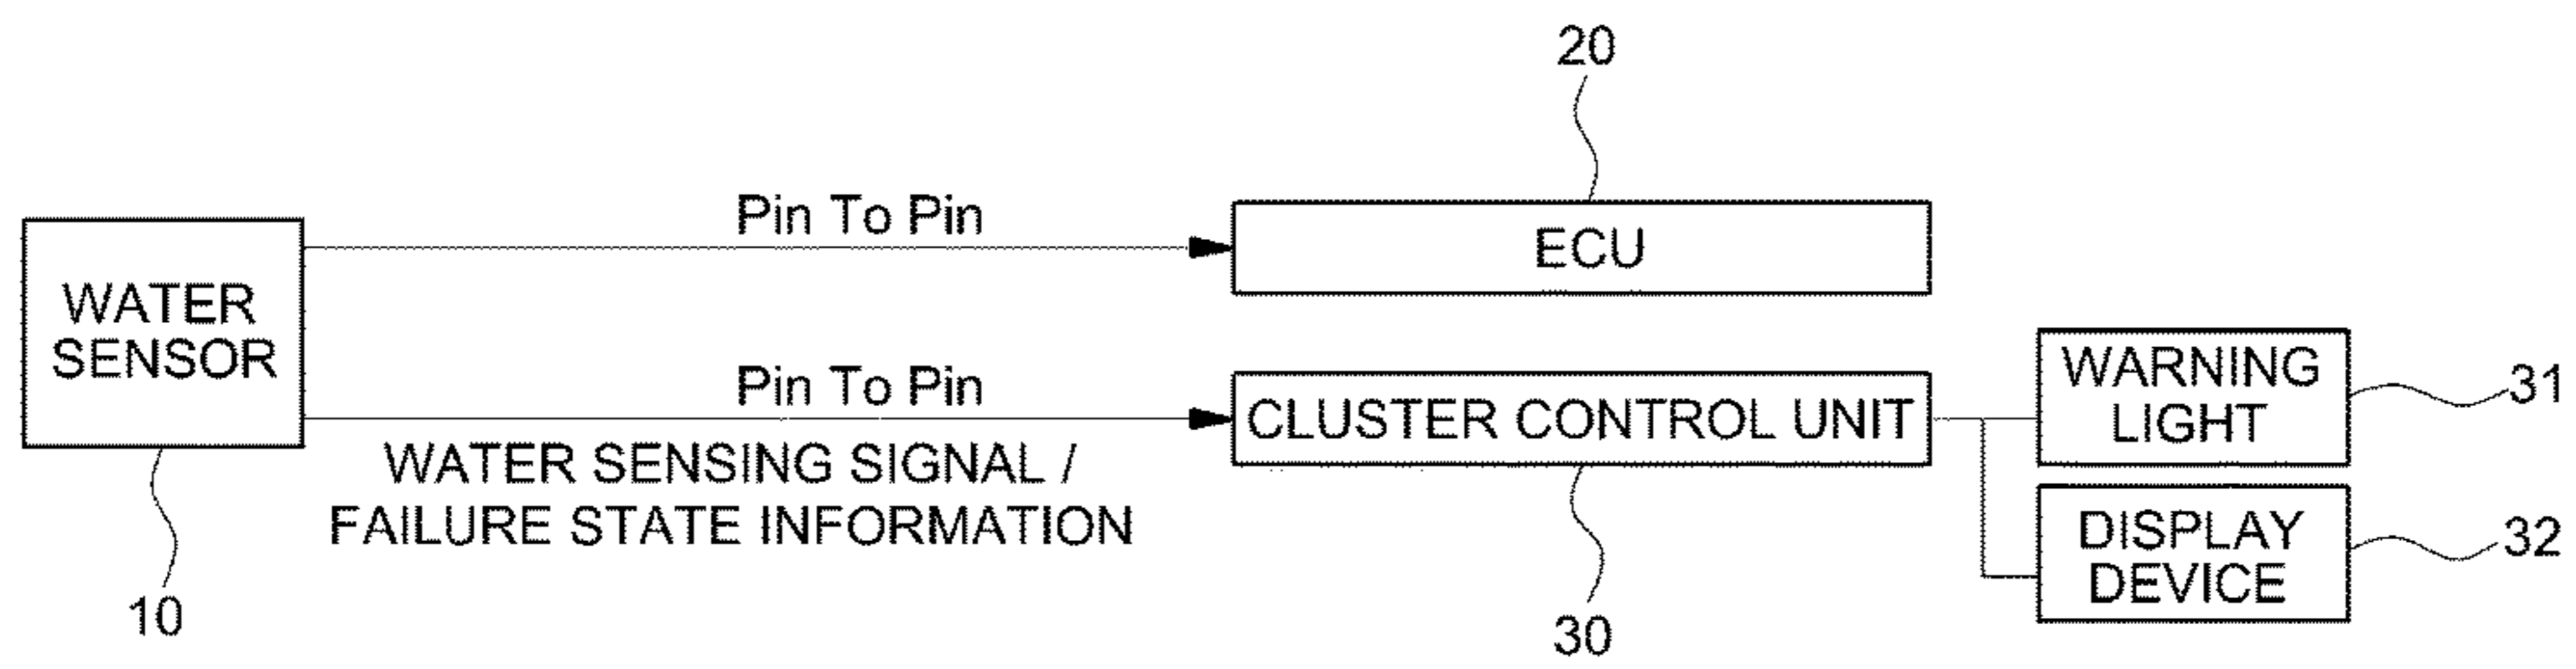 20
Pin To Pin
ECU
WATER
SENSOR
Pin To Pin
CLUSTER CONTROL UNIT
WARNING
LIGHT
31
WATER SENSING SIGNAL /
FAILURE STATE INFORMATION
DISPLAY
DEVICE
32
10
30